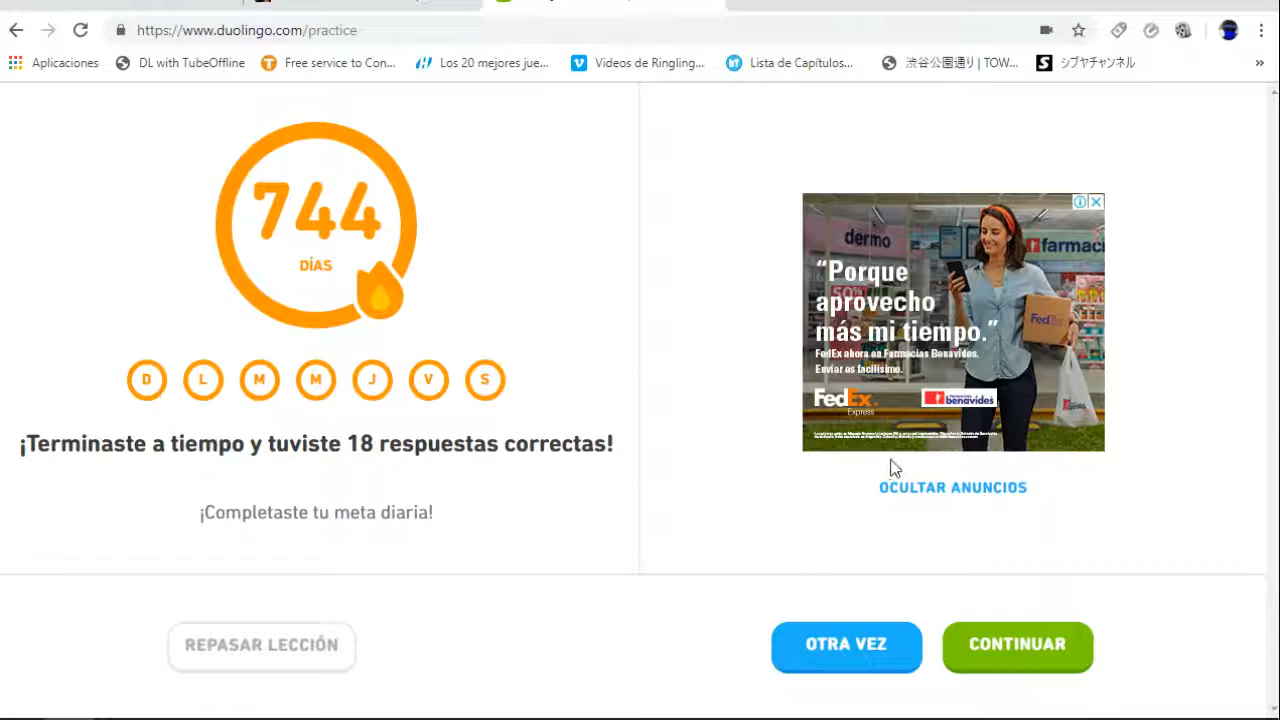 https://www.duolingo.com/practice
Aplicaciones
DL with TubeOffline
Free service to Con...
Los 20 mejores jue...
Videos de Ringling...
Lista de Capítulos...
渋谷公園通り | TOW...
シブヤチャンネル
»
744
DÍAS
D L M M J V S
¡Terminaste a tiempo y tuviste 18 respuestas correctas!
¡Completaste tu meta diaria!
dermo
farmaci
50%
“Porque
aprovecho
más mi tiempo.”
FedEx ahora en Farmacias Benavides.
Enviar es facilísimo.
FedEx
Express
farmacias
benavides
FedEx
OCULTAR ANUNCIOS
REPASAR LECCIÓN
OTRA VEZ
CONTINUAR